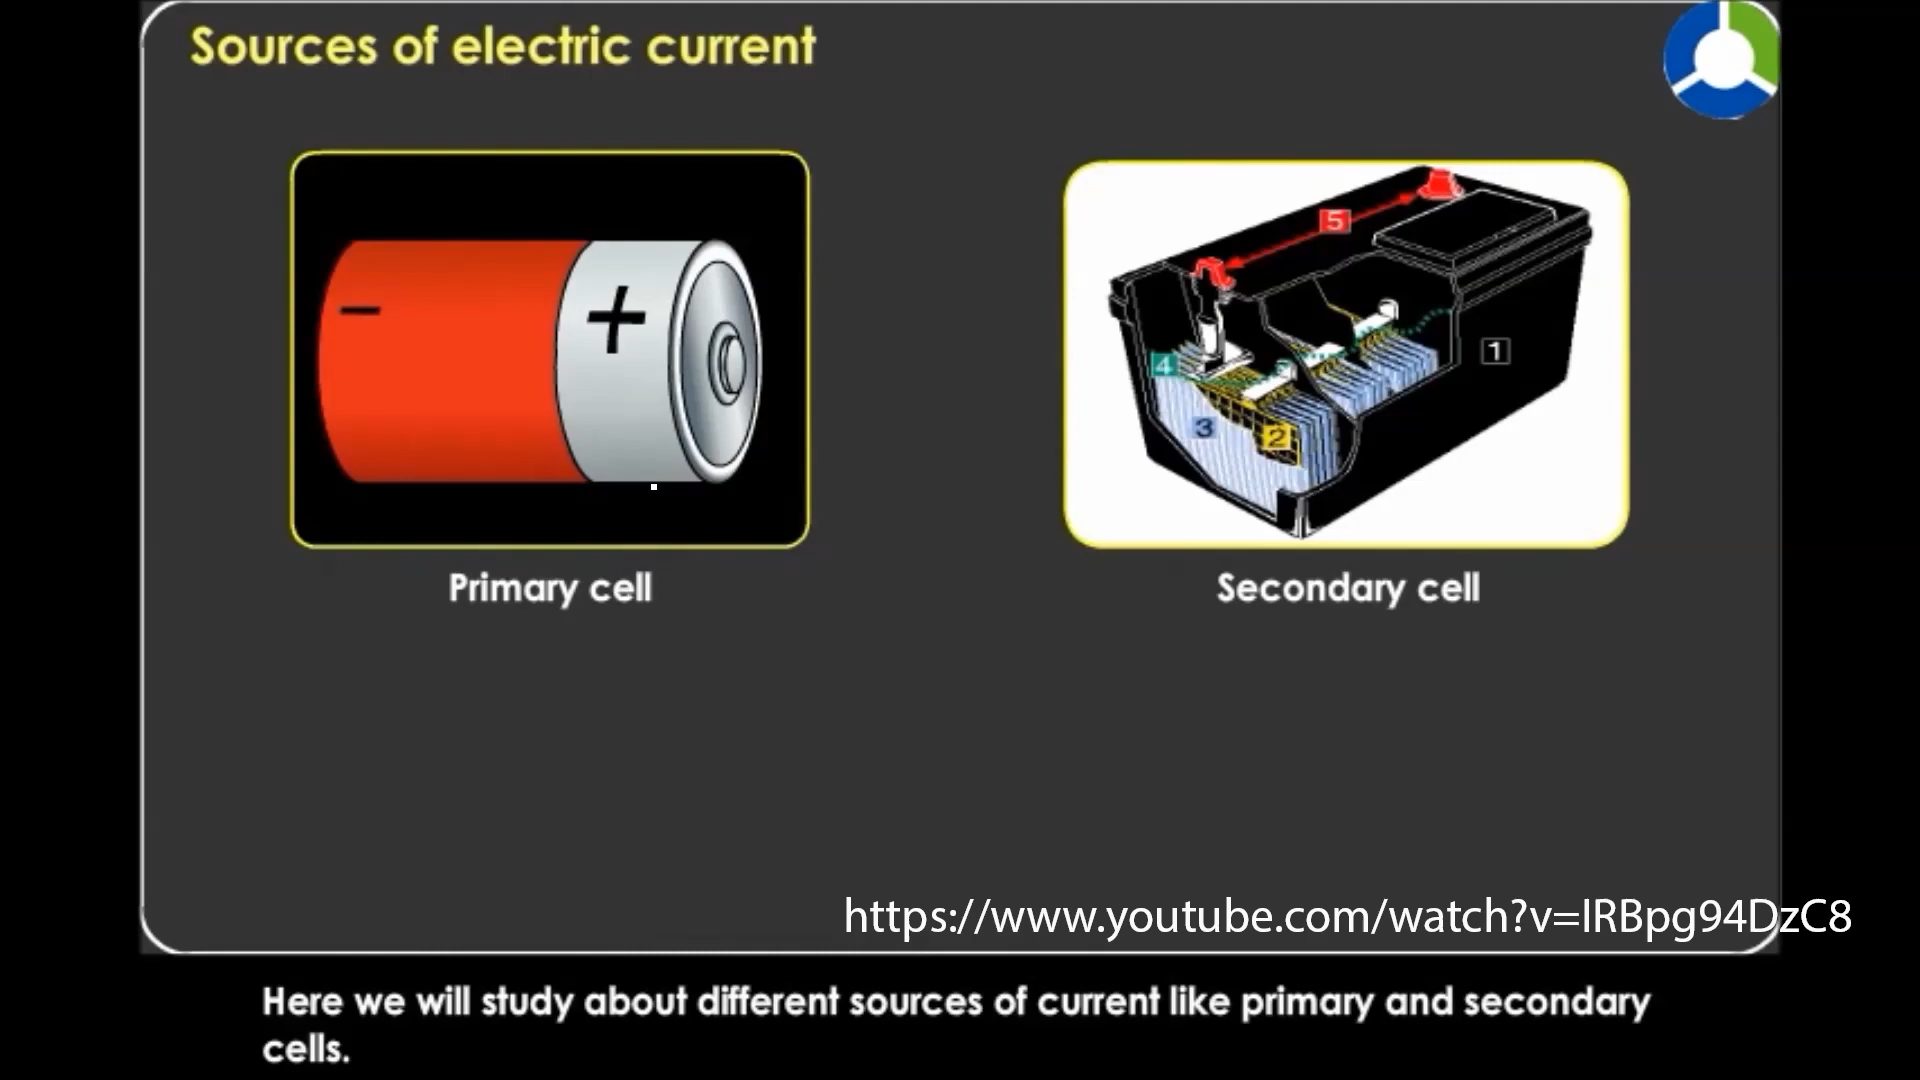 Sources of electric current
−
+
5
4
1
3
2
Primary cell
Secondary cell
https://www.youtube.com/watch?v=IRBpg94DzC8
Here we will study about different sources of current like primary and secondary
cells.